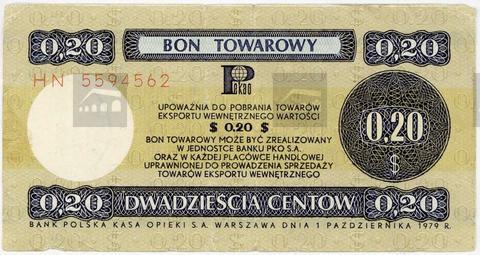 0,20 BON TOWAROWY 0,20
HN 5594562
PEKAO
UPOWAŻNIA DO POBRANIA TOWARÓW
EKSPORTU WEWNĘTRZNEGO WARTOŚCI
$ 0.20 $
BON TOWAROWY MOŻE BYĆ ZREALIZOWANY
W JEDNOSTCE BANKU PKO S.A.
ORAZ W KAŻDEJ PLACÓWCE HANDLOWEJ
UPRAWNIONEJ DO PROWADZENIA SPRZEDAŻY
TOWARÓW EKSPORTU WEWNĘTRZNEGO
0,20
$
0,20 DWADZIEŚCIA CENTOW 0,20
BANK POLSKA KASA OPIEKI S.A. WARSZAWA DNIA 1 PAŹDZIERNIKA 1979 R.